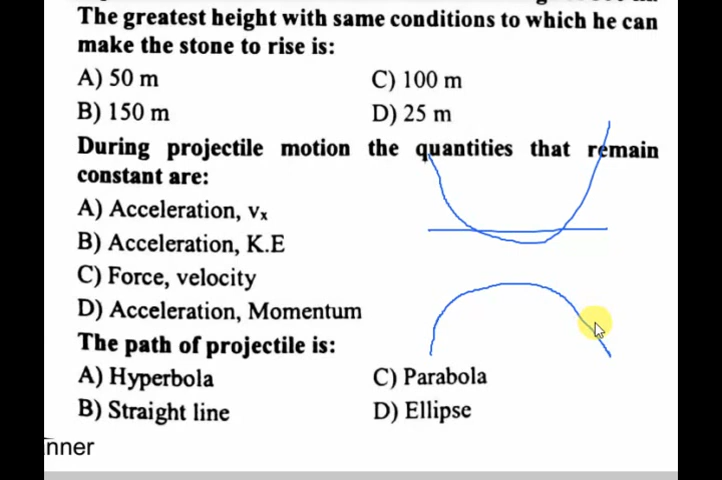 The greatest height with same conditions to which he can
make the stone to rise is:
A) 50 m C) 100 m
B) 150 m D) 25 m
During projectile motion the quantities that remain
constant are:
A) Acceleration, vₓ
B) Acceleration, K.E
C) Force, velocity
D) Acceleration, Momentum
The path of projectile is:
A) Hyperbola C) Parabola
B) Straight line D) Ellipse
nner